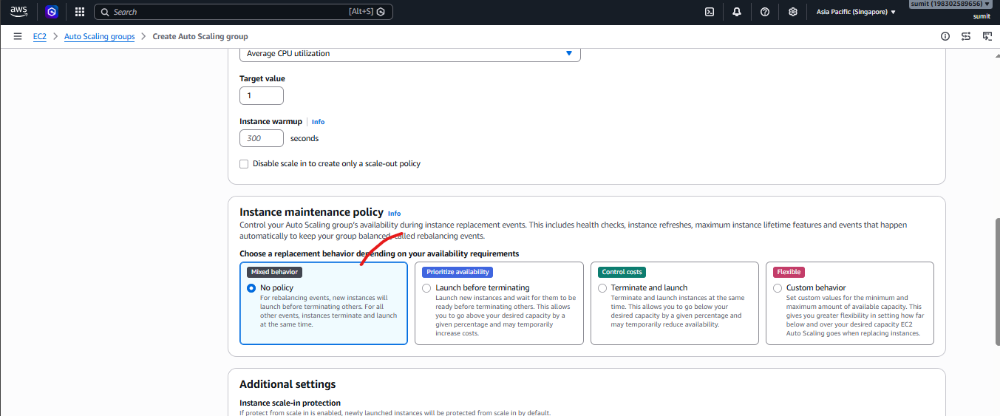 aws
Search
[Alt+S]
Asia Pacific (Singapore)
sumit (198302589656)
sumit
EC2
Auto Scaling groups
Create Auto Scaling group
Average CPU utilization
Target value
1
Instance warmup
Info
300
seconds
Disable scale in to create only a scale-out policy
Instance maintenance policy Info
Control your Auto Scaling group's availability during instance replacement events. This includes health checks, instance refreshes, maximum instance lifetime features and events that happen
automatically to keep your group balanced, called rebalancing events.
Choose a replacement behavior depending on your availability requirements
Mixed behavior
No policy
For rebalancing events, new instances will
launch before terminating others. For all
other events, instances terminate and launch
at the same time.
Prioritize availability
Launch before terminating
Launch new instances and wait for them to be
ready before terminating others. This allows
you to go above your desired capacity by a
given percentage and may temporarily
increase costs.
Control costs
Terminate and launch
Terminate and launch instances at the same
time. This allows you to go below your
desired capacity by a given percentage and
may temporarily reduce availability.
Flexible
Custom behavior
Set custom values for the minimum and
maximum amount of available capacity. This
gives you greater flexibility in setting how far
below and over your desired capacity EC2
Auto Scaling goes when replacing instances.
Additional settings
Instance scale-in protection
If protect from scale in is enabled, newly launched instances will be protected from scale in by default.